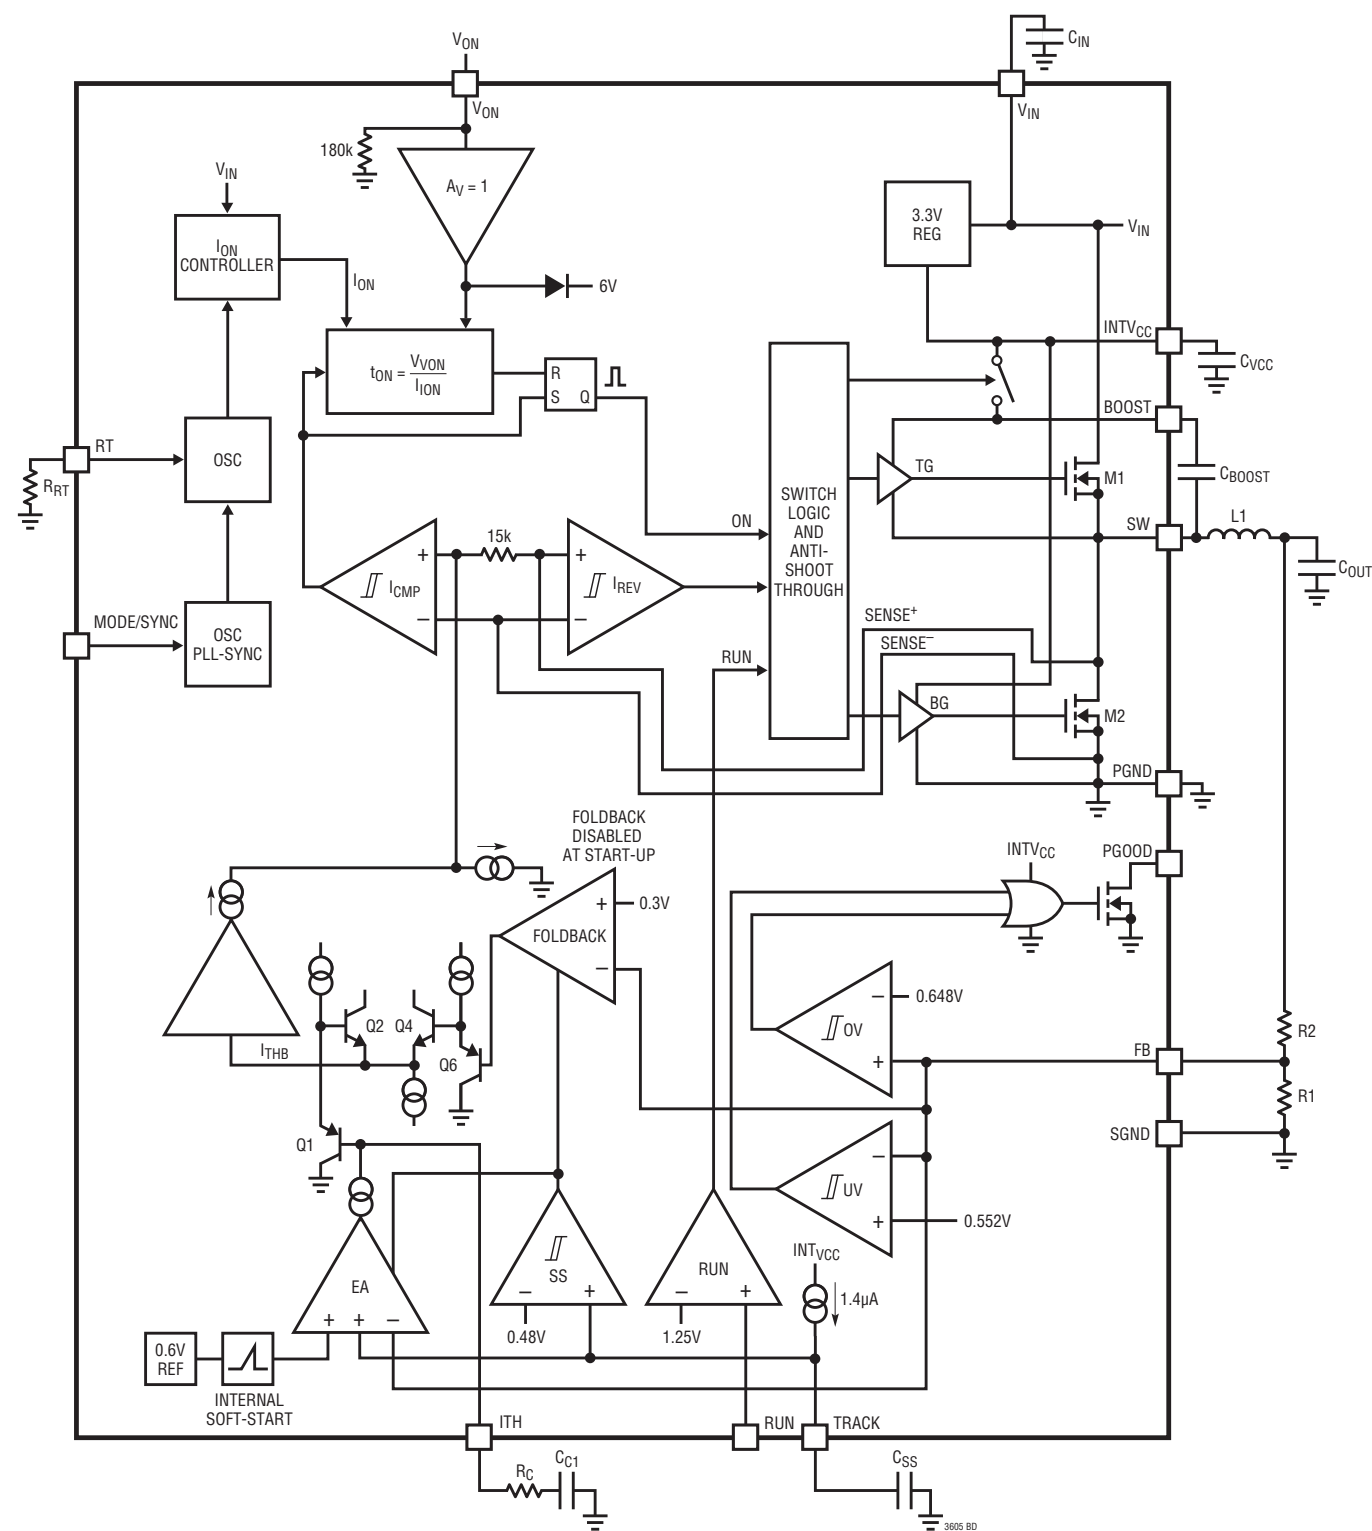 VON
CIN
VON
VIN
180k
AV = 1
VIN
3.3V
REG
VIN
ION
CONTROLLER
ION
6V
INTVCC
tON = VVON
IION
R
S Q
CVCC
BOOST
RT
OSC
TG
M1
CBOOST
RRT
SWITCH
LOGIC
AND
ANTI-
SHOOT
THROUGH
ON
SW
L1
15k
+
+
COUT
ICMP
IREV
–
–
MODE/SYNC
OSC
PLL-SYNC
SENSE+
SENSE–
RUN
BG
M2
PGND
FOLDBACK
DISABLED
AT START-UP
INTVCC
PGOOD
+
0.3V
FOLDBACK
–
– 0.648V
Q2 Q4
OV
R2
ITHB
Q6
+
FB
R1
Q1
SGND
–
UV
+
0.552V
INTVCC
EA
SS
RUN
1.4µA
+ + –
– +
– +
0.48V
1.25V
0.6V
REF
INTERNAL
SOFT-START
ITH
RUN
TRACK
RC
CC1
CSS
3605 BD